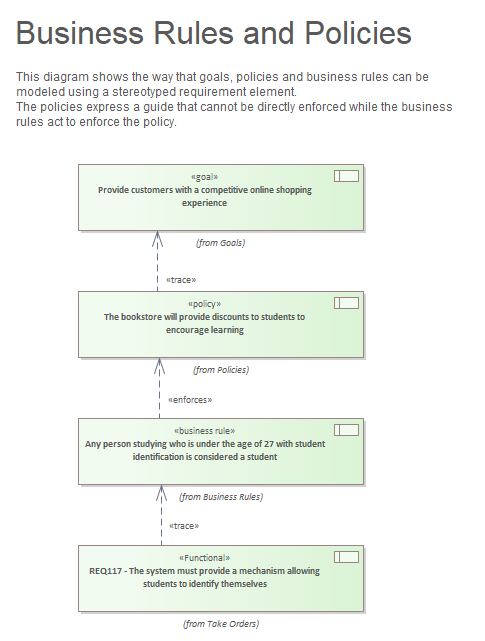 Business Rules and Policies
This diagram shows the way that goals, policies and business rules can be
modeled using a stereotyped requirement element.
The policies express a guide that cannot be directly enforced while the business
rules act to enforce the policy.
«goal»
Provide customers with a competitive online shopping
experience
(from Goals)
«trace»
«policy»
The bookstore will provide discounts to students to
encourage learning
(from Policies)
«enforces»
«business rule»
Any person studying who is under the age of 27 with student
identification is considered a student
(from Business Rules)
«trace»
«Functional»
REQ117 - The system must provide a mechanism allowing
students to identify themselves
(from Take Orders)